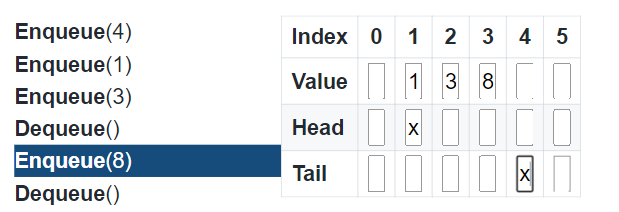 Enqueue(4)
Enqueue(1)
Enqueue(3)
Dequeue()
Enqueue(8)
Dequeue()
Index 0 1 2 3 4 5
Value 1 3 8
Head x
Tail x